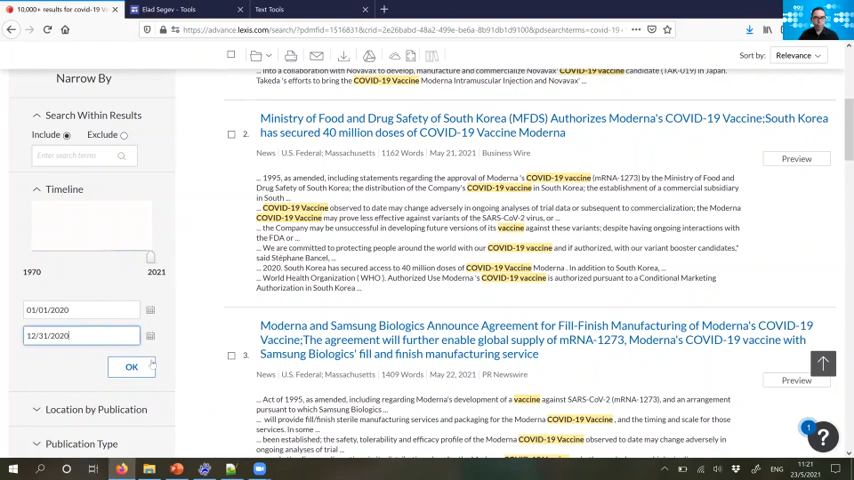 10,000+ results for covid-19 V
Elad Segev - Tools
Text Tools
https://advance.lexis.com/search/?pdmfid=1516831&crid=2e26babd-48a2-499e-be6a-8b91db1d9100&pdsearchterms=covid-19
Sort by: Relevance
Narrow By
Search Within Results
Include
Exclude
Enter search terms
Timeline
1970
2021
01/01/2020
12/31/2020
OK
Location by Publication
Publication Type
... into a collaboration with Novavax to develop, manufacture and commercialize Novavax' COVID-19 vaccine candidate (TAK-019) in Japan.
Takeda's efforts to bring the COVID-19 Vaccine Moderna Intramuscular Injection and Novavax' ...
2.
Ministry of Food and Drug Safety of South Korea (MFDS) Authorizes Moderna's COVID-19 Vaccine;South Korea
has secured 40 million doses of COVID-19 Vaccine Moderna
News | U.S. Federal; Massachusetts | 1162 Words | May 21, 2021 | Business Wire
Preview
... 1995, as amended, including statements regarding the approval of Moderna 's COVID-19 vaccine (mRNA-1273) by the Ministry of Food and
Drug Safety of South Korea; the distribution of the Company's COVID-19 vaccine in South Korea; the establishment of a commercial subsidiary
in South ...
... COVID-19 Vaccine observed to date may change adversely in ongoing analyses of trial data or subsequent to commercialization; the Moderna
COVID-19 Vaccine may prove less effective against variants of the SARS-CoV-2 virus, or ...
... the Company may be unsuccessful in developing future versions of its vaccine against these variants; despite having ongoing interactions with
the FDA or ...
... We are committed to protecting people around the world with our COVID-19 vaccine and if authorized, with our variant booster candidates,"
said Stéphane Bancel, ...
... 2020. South Korea has secured access to 40 million doses of COVID-19 Vaccine Moderna . In addition to South Korea, ...
... World Health Organization ( WHO ). Authorized Use Moderna 's COVID-19 vaccine is authorized pursuant to a Conditional Marketing
Authorization in South Korea ...
3.
Moderna and Samsung Biologics Announce Agreement for Fill-Finish Manufacturing of Moderna's COVID-19
Vaccine;The agreement will further enable global supply of mRNA-1273, Moderna's COVID-19 vaccine with
Samsung Biologics' fill and finish manufacturing service
News | U.S. Federal; Massachusetts | 1409 Words | May 22, 2021 | PR Newswire
Preview
... Act of 1995, as amended, including regarding Moderna's development of a vaccine against SARS-CoV-2 (mRNA-1273), and an arrangement
pursuant to which Samsung Biologics ...
... will provide fill/finish sterile manufacturing services and packaging for the Moderna COVID-19 Vaccine , and the timing and scale for those
services. In some ...
... been established; the safety, tolerability and efficacy profile of the Moderna COVID-19 Vaccine observed to date may change adversely in
ongoing analyses of trial ...
1
?
ENG
11:21
23/5/2021